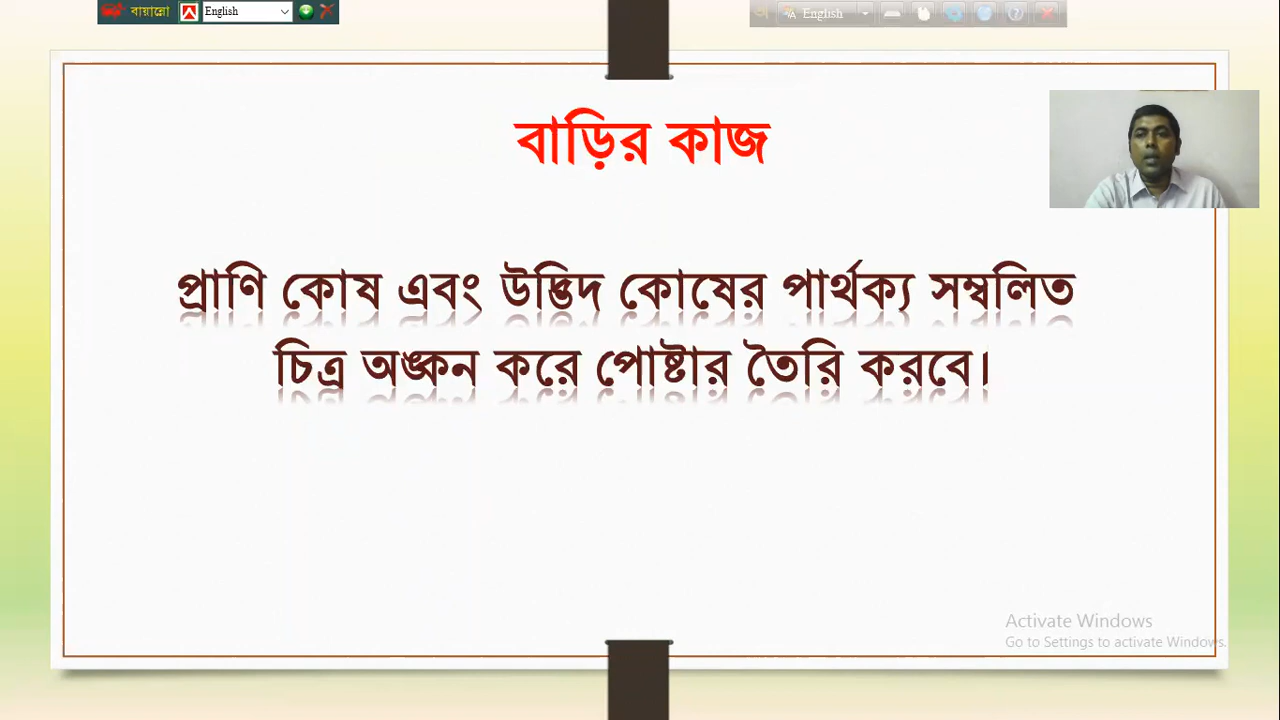 বায়ান্নো English
English
বাড়ির কাজ
প্রাণি কোষ এবং উদ্ভিদ কোষের পার্থক্য সম্বলিত
চিত্র অঙ্কন করে পোষ্টার তৈরি করবে।
Activate Windows
Go to Settings to activate Windows.